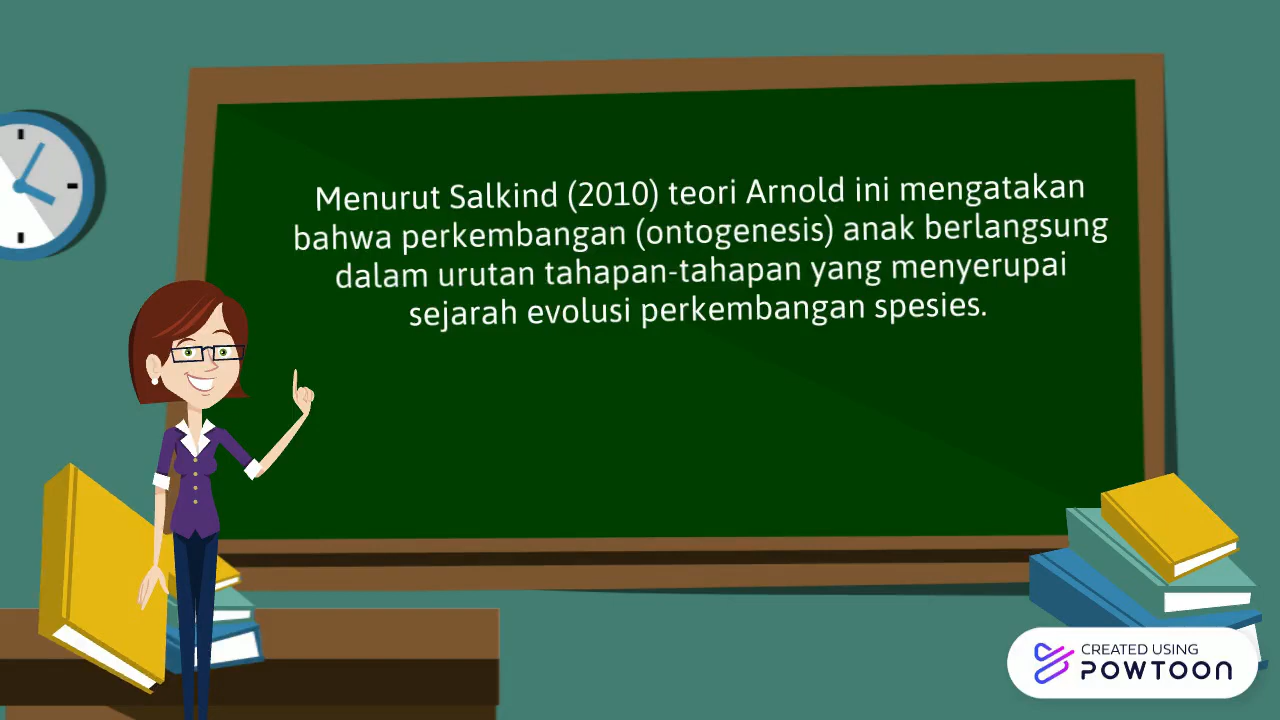 Menurut Salkind (2010) teori Arnold ini mengatakan
bahwa perkembangan (ontogenesis) anak berlangsung
dalam urutan tahapan-tahapan yang menyerupai
sejarah evolusi perkembangan spesies.
CREATED USING
POWTOON